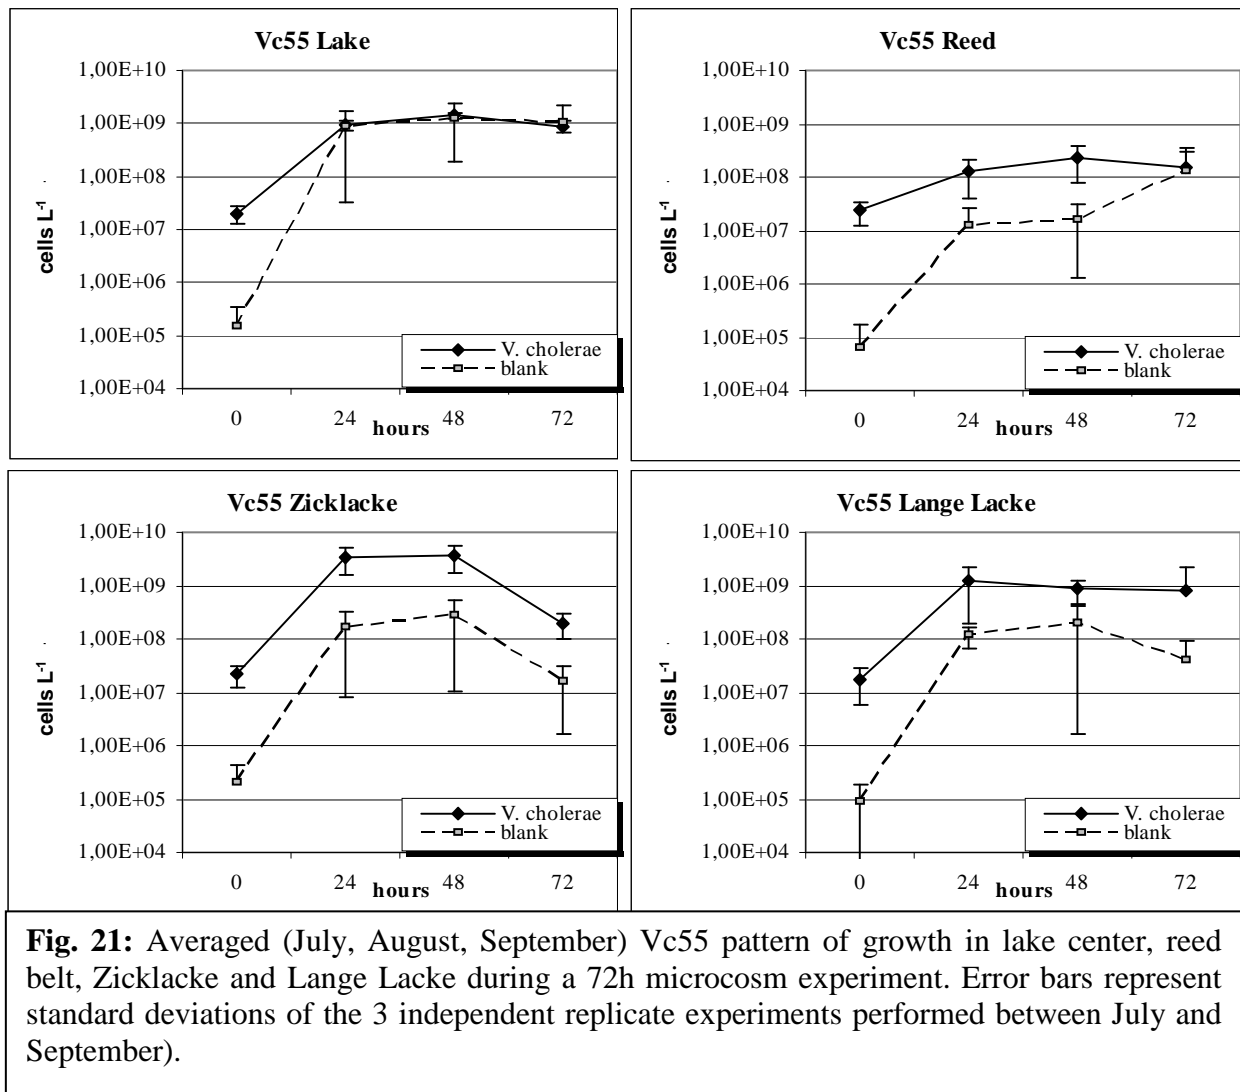 Vc55 Lake
1,00E+10
1,00E+09
1,00E+08
1,00E+07
1,00E+06
1,00E+05
1,00E+04
cells L-1
0 24 48 72
hours
V. cholerae
blank
Vc55 Reed
1,00E+10
1,00E+09
1,00E+08
1,00E+07
1,00E+06
1,00E+05
1,00E+04
cells L-1
0 24 48 72
hours
V. cholerae
blank
Vc55 Zicklacke
1,00E+10
1,00E+09
1,00E+08
1,00E+07
1,00E+06
1,00E+05
1,00E+04
cells L-1
0 24 48 72
hours
V. cholerae
blank
Vc55 Lange Lacke
1,00E+10
1,00E+09
1,00E+08
1,00E+07
1,00E+06
1,00E+05
1,00E+04
cells L-1
0 24 48 72
hours
V. cholerae
blank
Fig. 21: Averaged (July, August, September) Vc55 pattern of growth in lake center, reed
belt, Zicklacke and Lange Lacke during a 72h microcosm experiment. Error bars represent
standard deviations of the 3 independent replicate experiments performed between July and
September).